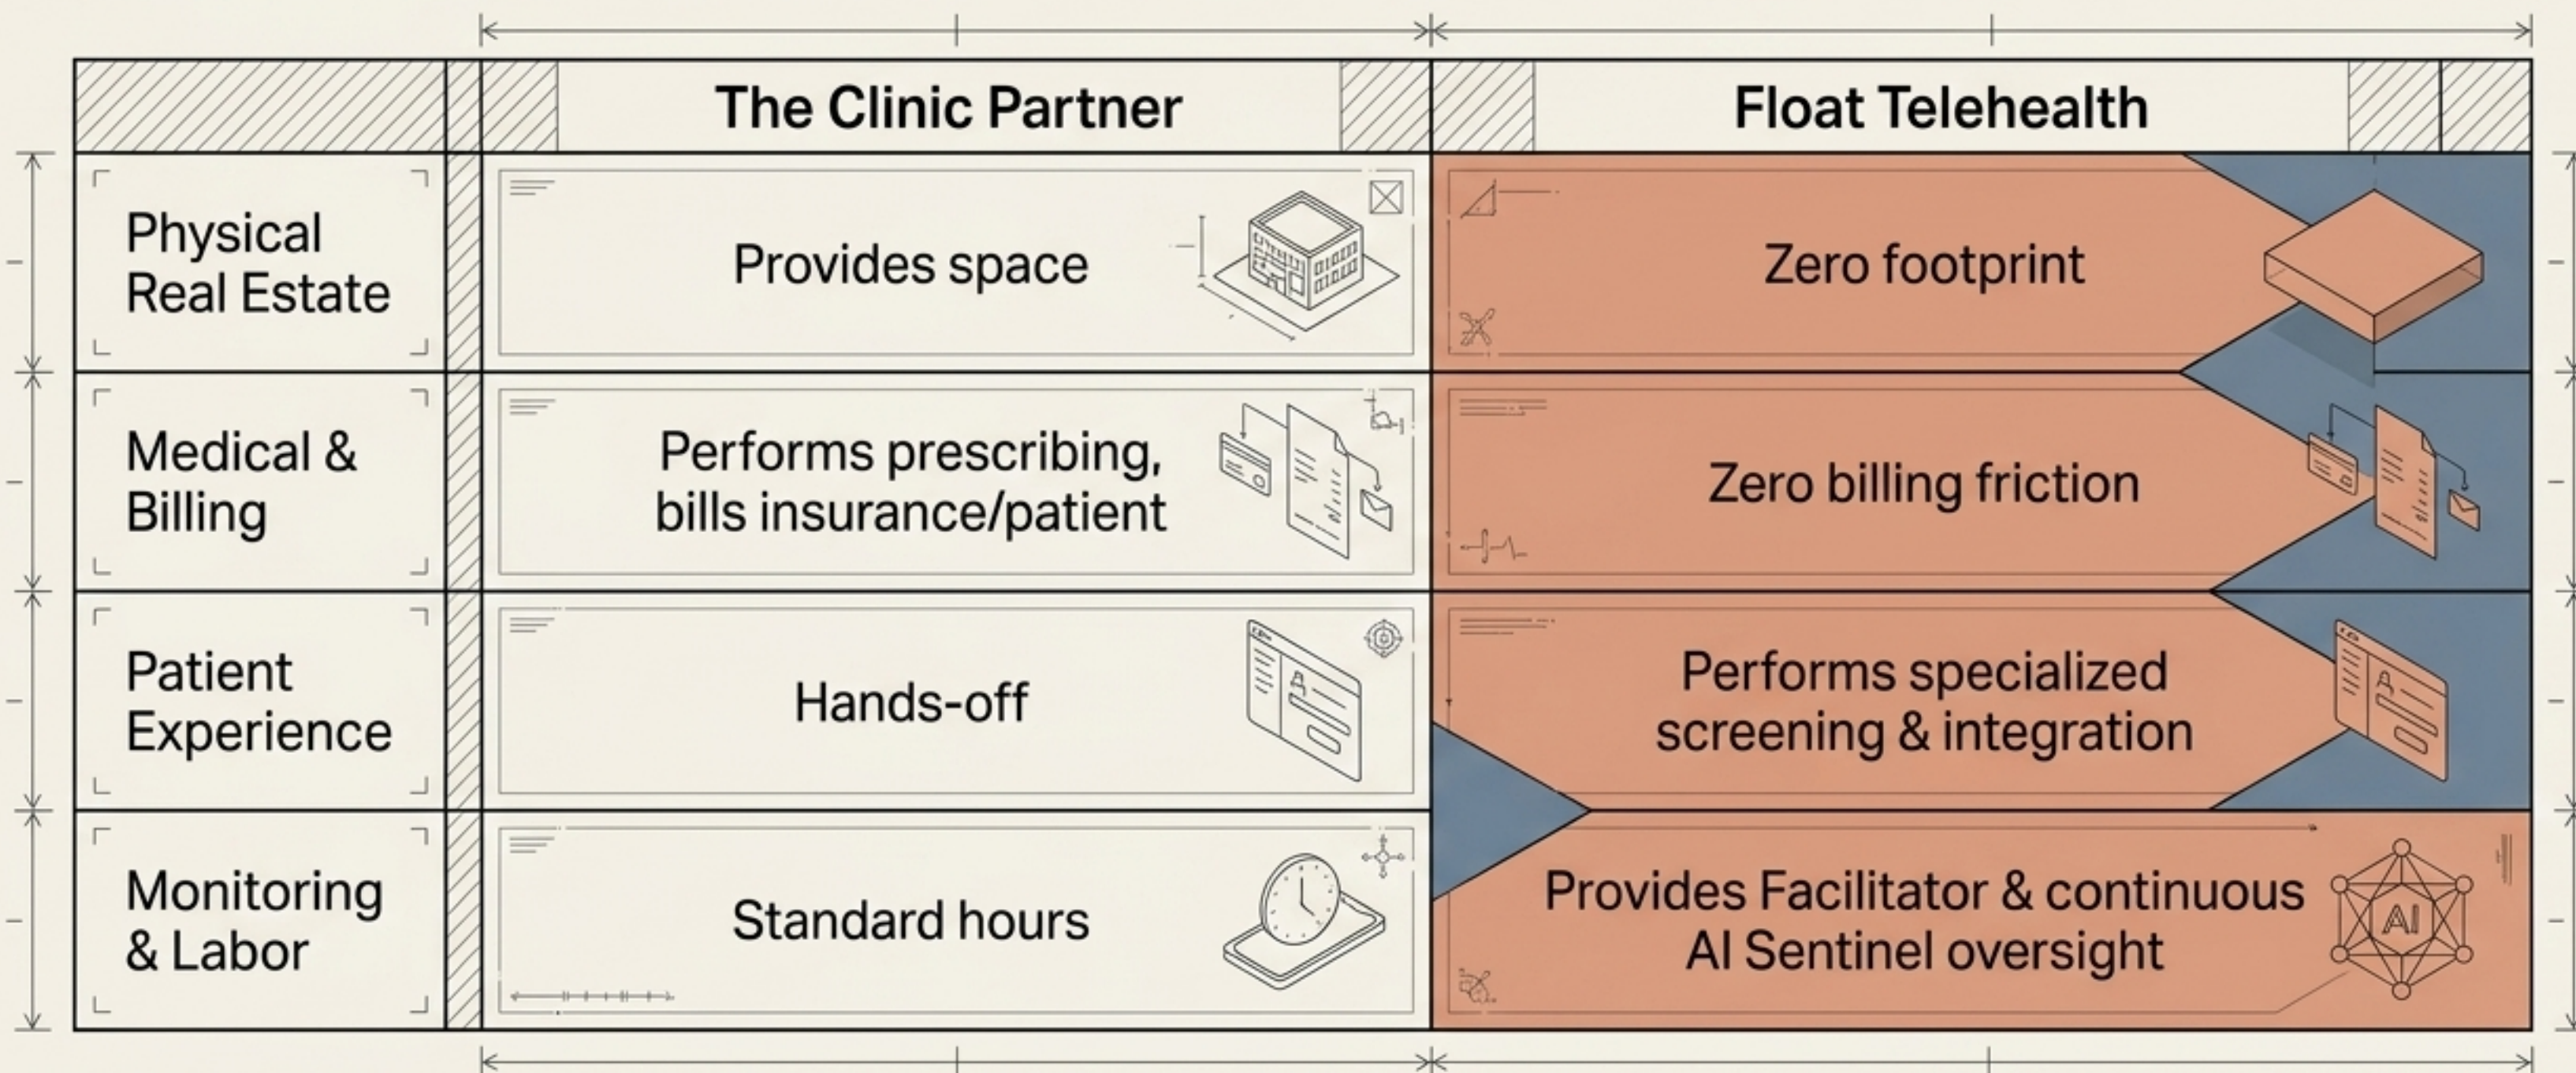 The Clinic Partner
Float Telehealth
Physical
Real Estate
Provides space
Zero footprint
Medical &
Billing
Performs prescribing,
bills insurance/patient
Zero billing friction
Patient
Experience
Hands-off
Performs specialized
screening & integration
Monitoring
& Labor
Standard hours
Provides Facilitator & continuous
AI Sentinel oversight
AI